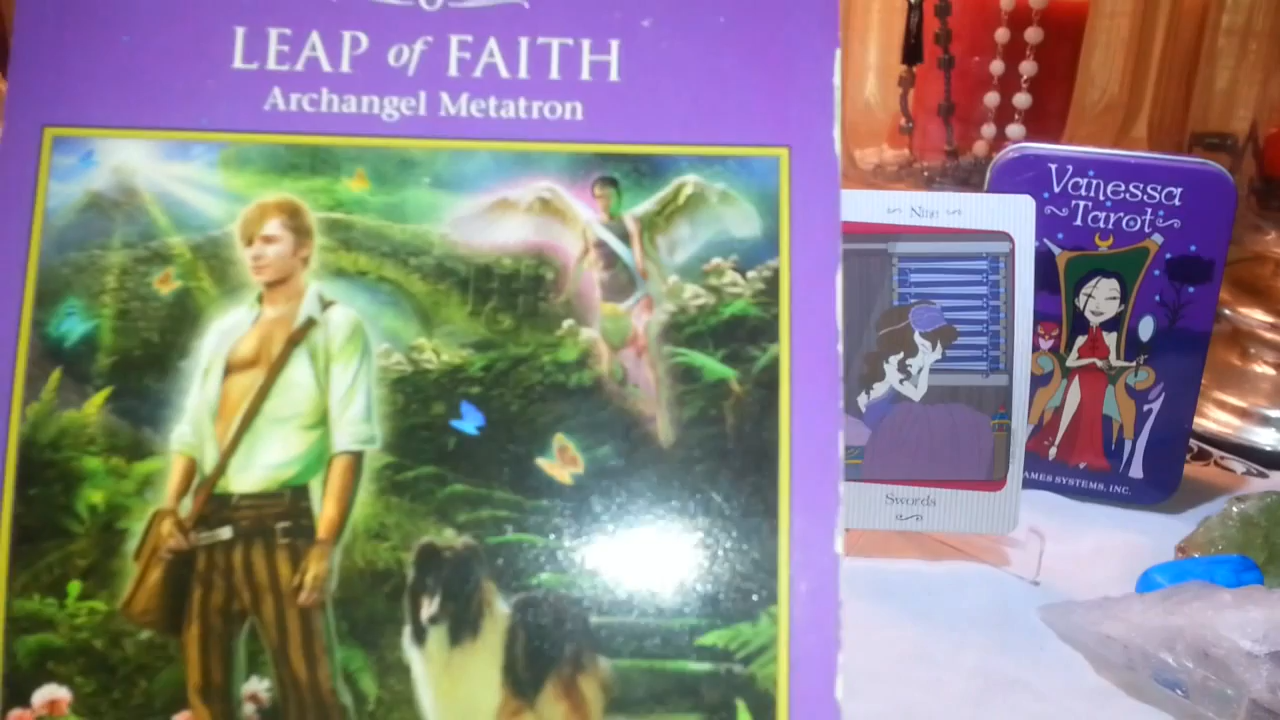 LEAP of FAITH
Archangel Metatron
Nine
Swords
Vanessa
Tarot
AMES SYSTEMS, INC.